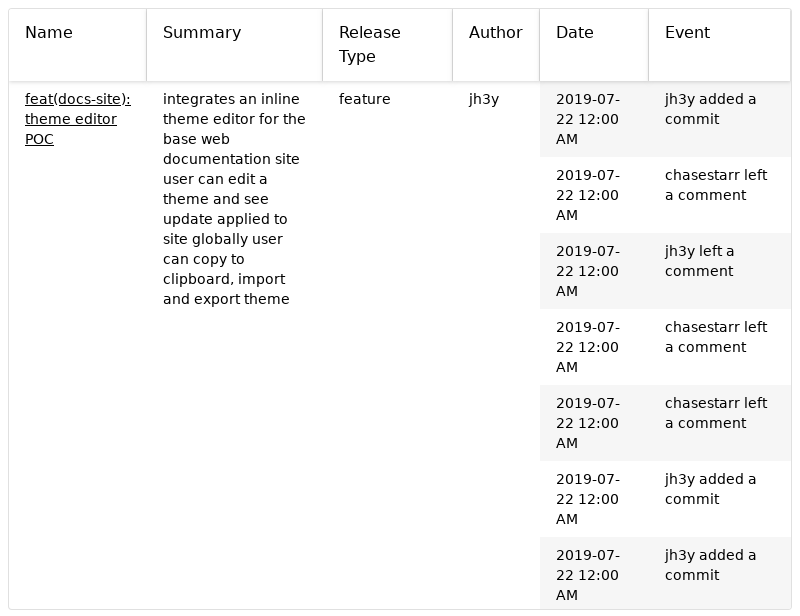 Name
Summary
Release
Type
Author
Date
Event
feat(docs-site):
theme editor
POC
integrates an inline
theme editor for the
base web
documentation site
user can edit a
theme and see
update applied to
site globally user
can copy to
clipboard, import
and export theme
feature
jh3y
2019-07-
22 12:00
AM
jh3y added a
commit
2019-07-
22 12:00
AM
chasestarr left
a comment
2019-07-
22 12:00
AM
jh3y left a
comment
2019-07-
22 12:00
AM
chasestarr left
a comment
2019-07-
22 12:00
AM
chasestarr left
a comment
2019-07-
22 12:00
AM
jh3y added a
commit
2019-07-
22 12:00
AM
jh3y added a
commit